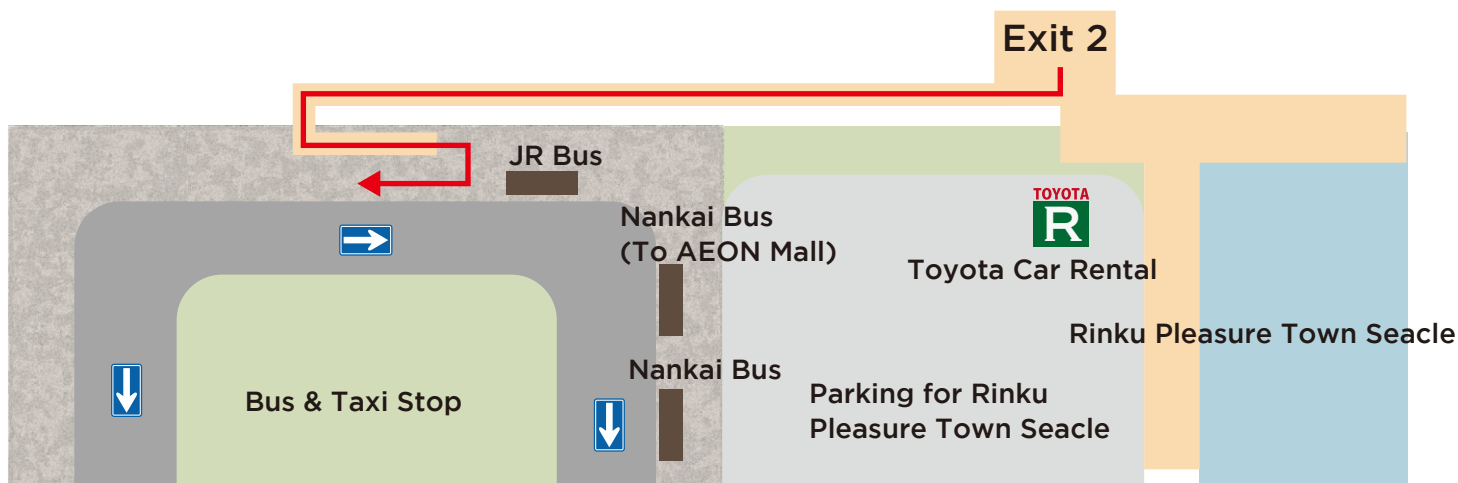 Exit 2
JR Bus
Nankai Bus
(To AEON Mall)
TOYOTA
R
Toyota Car Rental
Rinku Pleasure Town Seacle
Nankai Bus
Bus & Taxi Stop
Parking for Rinku
Pleasure Town Seacle